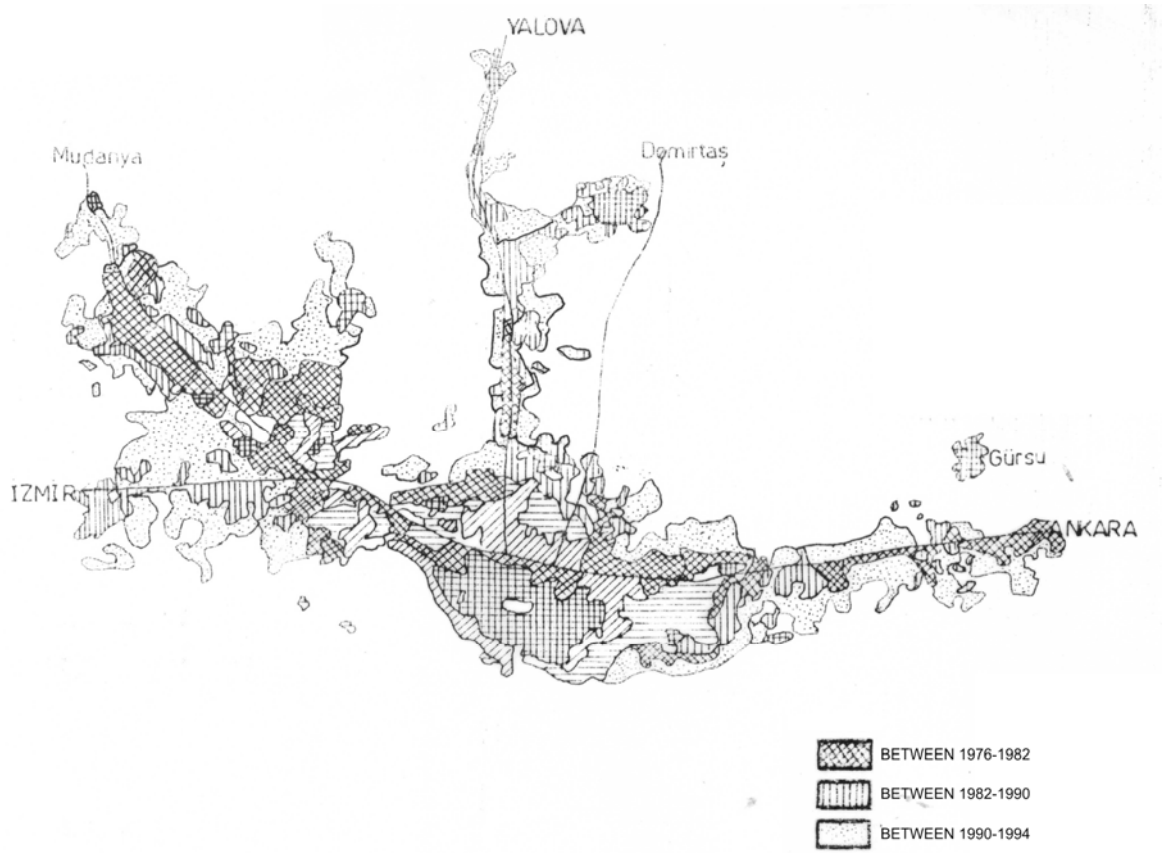 YALOVA
Mudanya
Demirtaş
Gürsu
IZMIR
ANKARA
BETWEEN 1976-1982
BETWEEN 1982-1990
BETWEEN 1990-1994